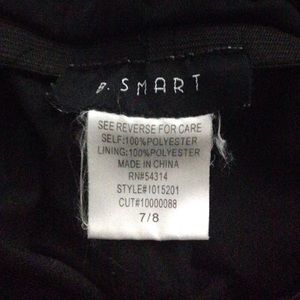 B. SMART
SEE REVERSE FOR CARE
SELF:100%POLYESTER
LINING:100%POLYESTER
MADE IN CHINA
RN#54314
STYLE#I015201
CUT#10000088
7/8